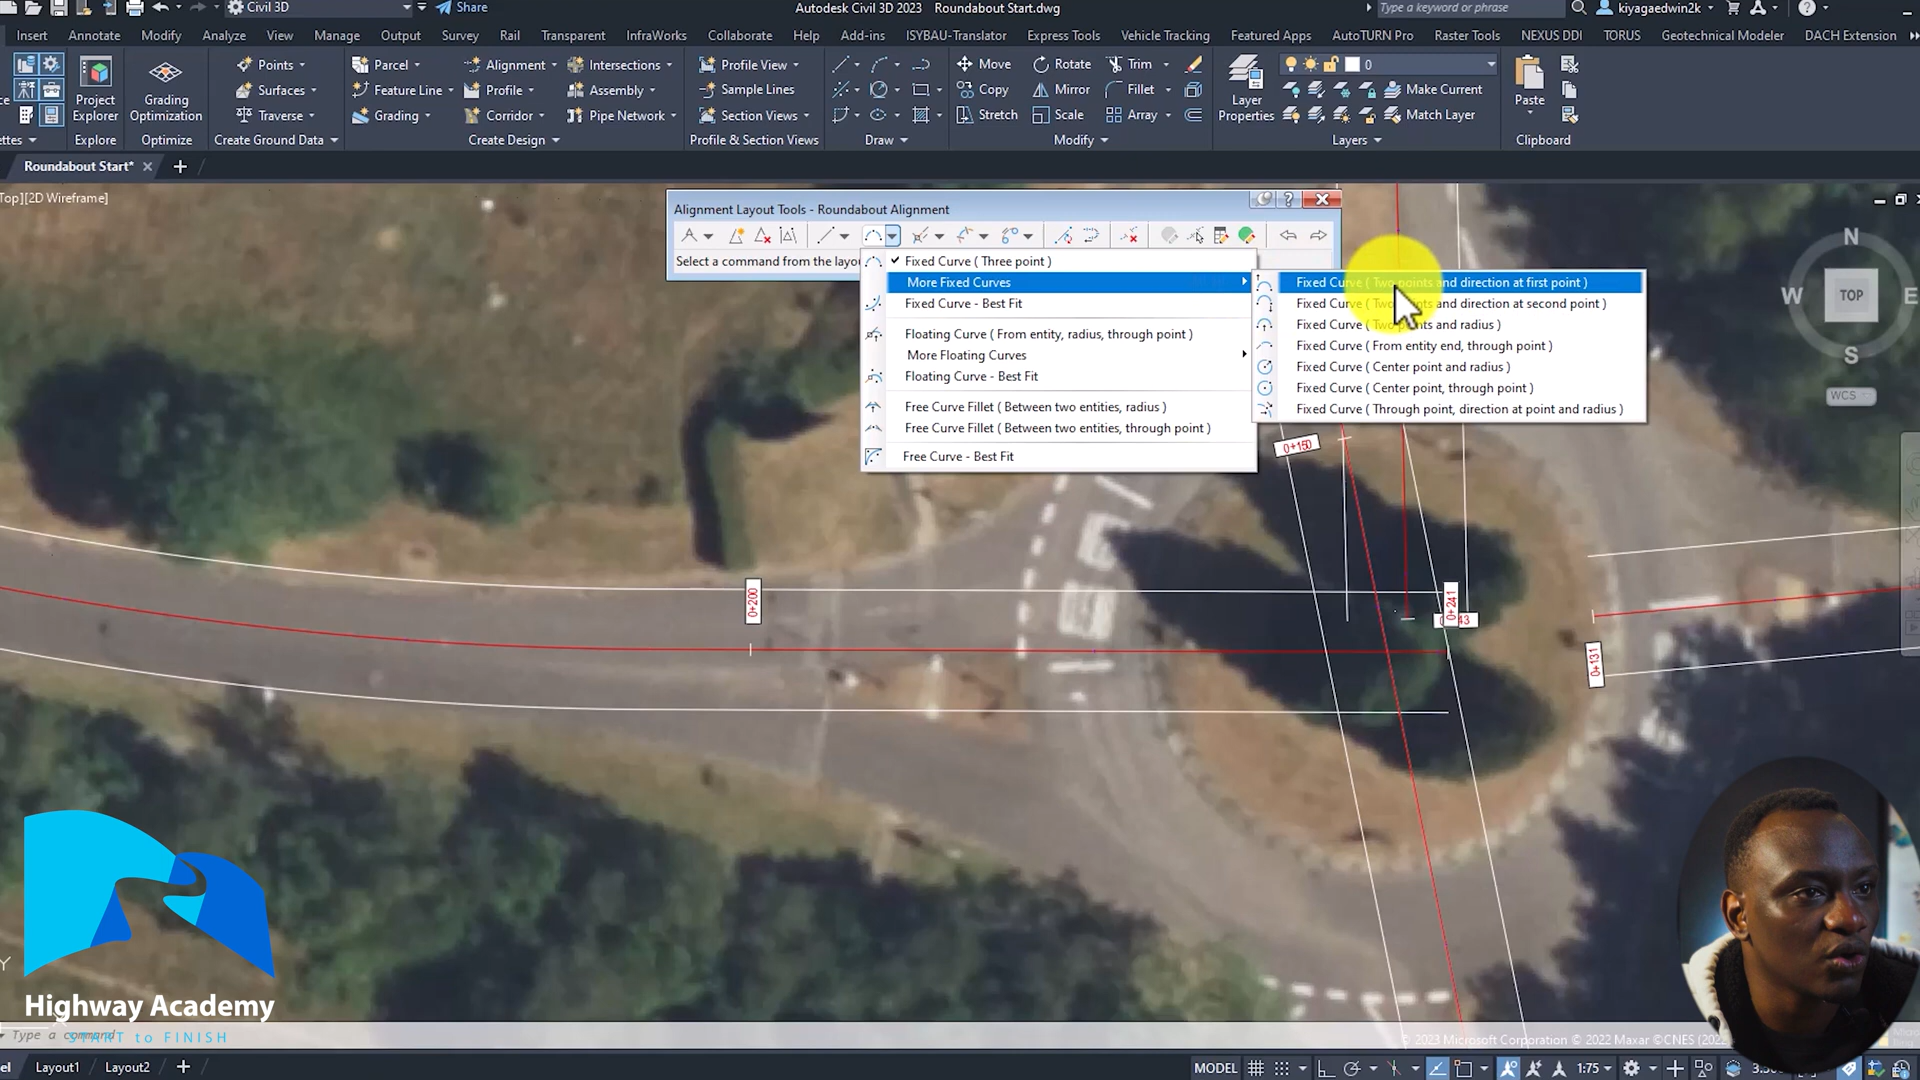 Civil 3D
Share
Autodesk Civil 3D 2023 Roundabout Start.dwg
Type a keyword or phrase
kiyagaedwin2k
Insert Annotate Modify Analyze View Manage Output Survey Rail Transparent InfraWorks Collaborate Help Add-ins ISYBAU-Translator Express Tools Vehicle Tracking Featured Apps AutoTURN Pro Raster Tools NEXUS DDI TORUS Geotechnical Modeler DACH Extension
Points Parcel Alignment Intersections Profile View Move Rotate Trim 0
Surfaces Feature Line Profile Assembly Sample Lines Copy Mirror Fillet Make Current
Traverse Grading Corridor Pipe Network Section Views Stretch Scale Array Match Layer
Project Explorer
Grading Optimization
Layer Properties
Paste
Explore Optimize Create Ground Data Create Design Profile & Section Views Draw Modify Layers Clipboard
Roundabout Start*
Top][2D Wireframe]
Alignment Layout Tools - Roundabout Alignment
Select a command from the layou
Fixed Curve ( Three point )
More Fixed Curves
Fixed Curve - Best Fit
Floating Curve ( From entity, radius, through point )
More Floating Curves
Floating Curve - Best Fit
Free Curve Fillet ( Between two entities, radius )
Free Curve Fillet ( Between two entities, through point )
Free Curve - Best Fit
Fixed Curve ( Two points and direction at first point )
Fixed Curve ( Two points and direction at second point )
Fixed Curve ( Two points and radius )
Fixed Curve ( From entity end, through point )
Fixed Curve ( Center point and radius )
Fixed Curve ( Center point, through point )
Fixed Curve ( Through point, direction at point and radius )
N
W TOP E
S
WCS
0+150
0+200
0+241
43
0+131
Y
X
Highway Academy
START to FINISH
Type a command
© 2023 Microsoft Corporation © 2022 Maxar ©CNES (2022
Layout1 Layout2
MODEL
1:75